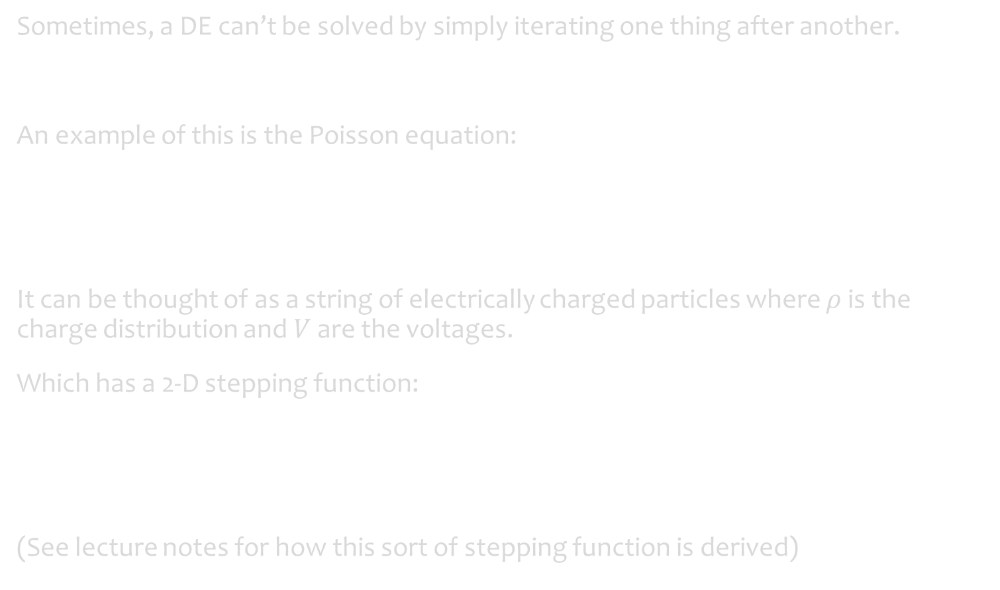 Sometimes, a DE can’t be solved by simply iterating one thing after another.
An example of this is the Poisson equation:
It can be thought of as a string of electrically charged particles where ρ is the
charge distribution and V are the voltages.
Which has a 2-D stepping function:
(See lecture notes for how this sort of stepping function is derived)